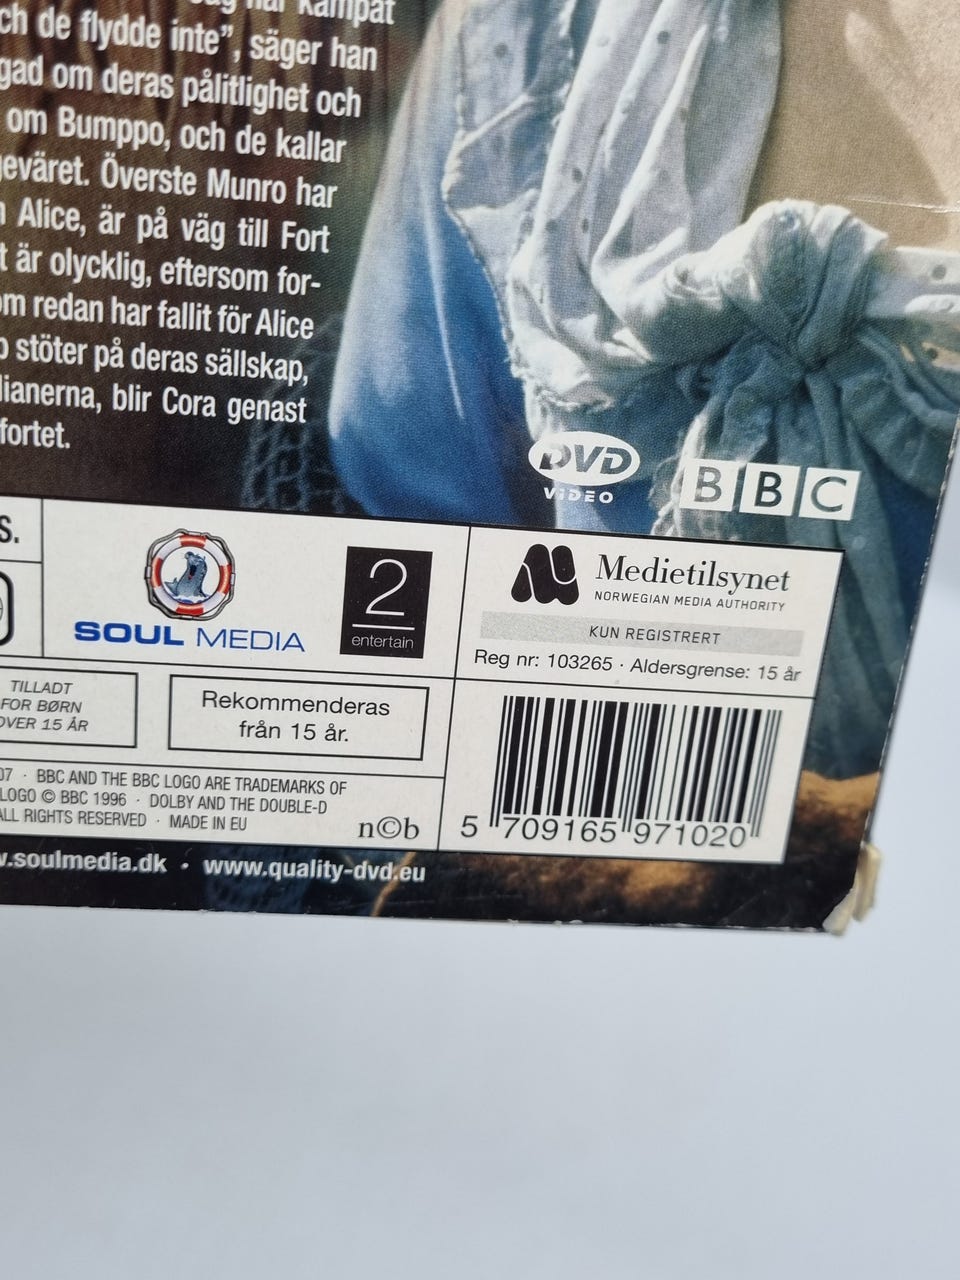 kämpat
ch de flydde inte”, säger han
gad om deras pålitlighet och
om Bumppo, och de kallar
geväret. Överste Munro har
Alice, är på väg till Fort
t är olycklig, eftersom for-
om redan har fallit för Alice
o stöter på deras sällskap,
dianerna, blir Cora genast
fortet.
DVD
VIDEO
BBC
S.
SOUL MEDIA
2
entertain
Medietilsynet
NORWEGIAN MEDIA AUTHORITY
KUN REGISTRERT
Reg nr: 103265 · Aldersgrense: 15 år
TILLADT
FOR BØRN
OVER 15 ÅR
Rekommenderas
från 15 år.
07 · BBC AND THE BBC LOGO ARE TRADEMARKS OF
LOGO © BBC 1996 · DOLBY AND THE DOUBLE-D
ALL RIGHTS RESERVED · MADE IN EU
n©b
5 709165 971020
w.soulmedia.dk · www.quality-dvd.eu